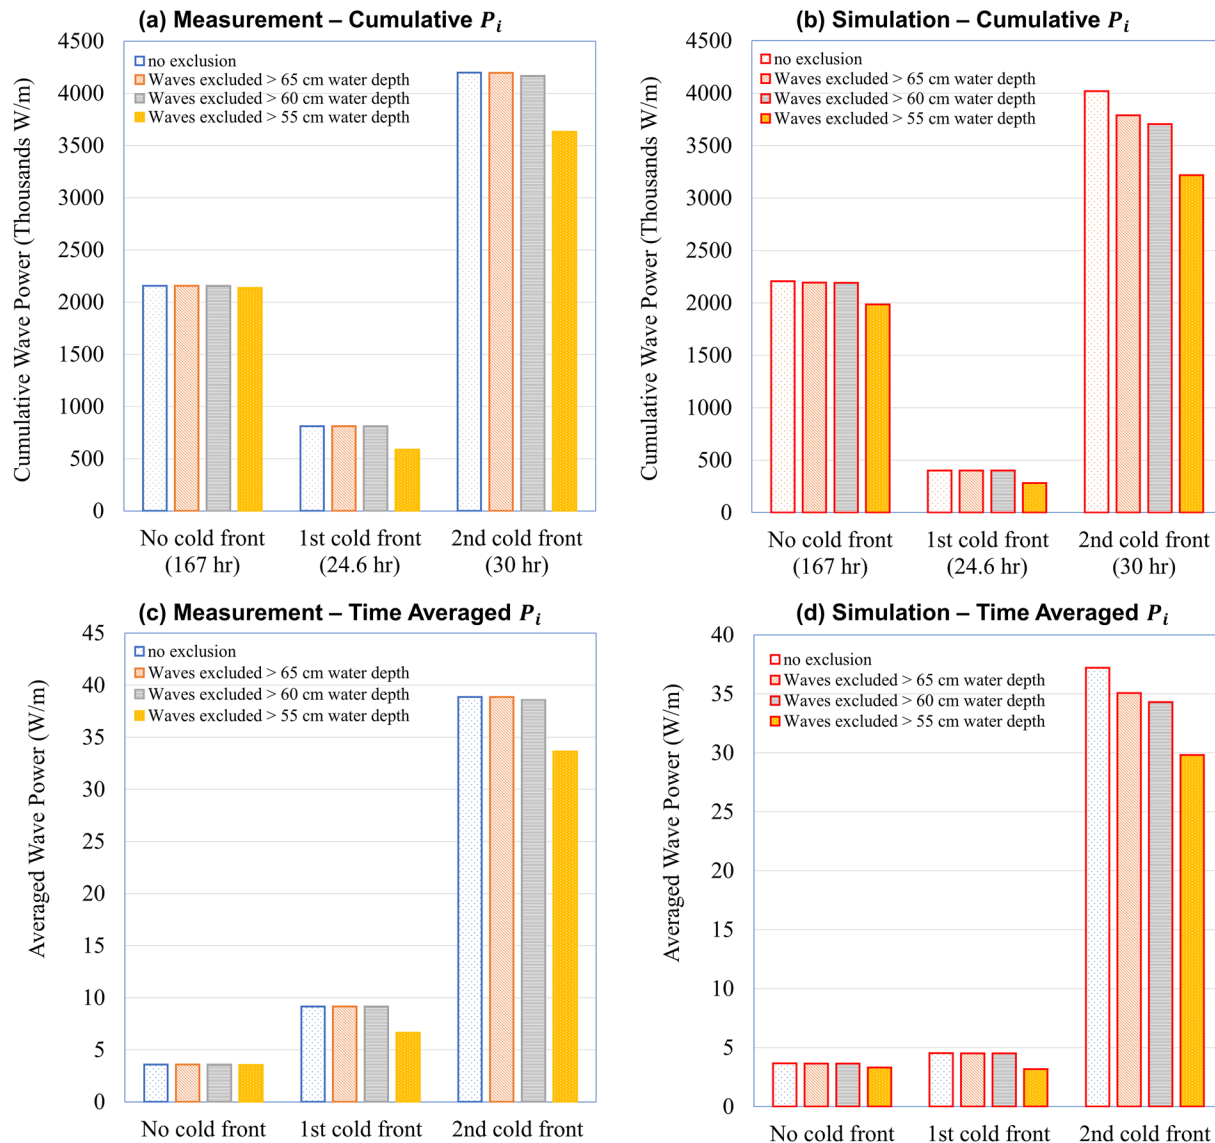 (a) Measurement – Cumulative P_i
4500
4000
3500
3000
2500
2000
1500
1000
500
0
Cumulative Wave Power (Thousands W/m)
no exclusion
Waves excluded > 65 cm water depth
Waves excluded > 60 cm water depth
Waves excluded > 55 cm water depth
No cold front
(167 hr)
1st cold front
(24.6 hr)
2nd cold front
(30 hr)
(b) Simulation – Cumulative P_i
4500
4000
3500
3000
2500
2000
1500
1000
500
0
Cumulative Wave Power (Thousands W/m)
no exclusion
Waves excluded > 65 cm water depth
Waves excluded > 60 cm water depth
Waves excluded > 55 cm water depth
No cold front
(167 hr)
1st cold front
(24.6 hr)
2nd cold front
(30 hr)
(c) Measurement – Time Averaged P_i
45
40
35
30
25
20
15
10
5
0
Averaged Wave Power (W/m)
no exclusion
Waves excluded > 65 cm water depth
Waves excluded > 60 cm water depth
Waves excluded > 55 cm water depth
No cold front
1st cold front
2nd cold front
(d) Simulation – Time Averaged P_i
40
35
30
25
20
15
10
5
0
Averaged Wave Power (W/m)
no exclusion
Waves excluded > 65 cm water depth
Waves excluded > 60 cm water depth
Waves excluded > 55 cm water depth
No cold front
1st cold front
2nd cold front